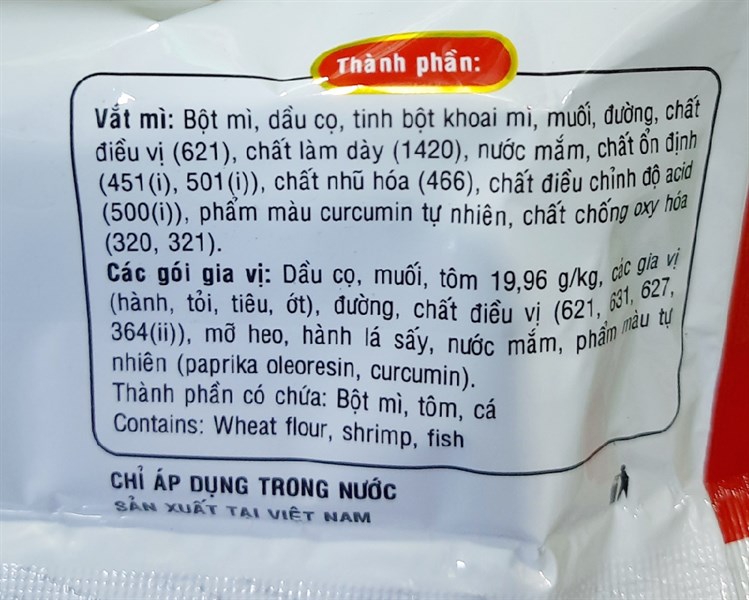 Thành phần:
Vắt mì: Bột mì, dầu cọ, tinh bột khoai mì, muối, đường, chất
điều vị (621), chất làm dày (1420), nước mắm, chất ổn định
(451(i), 501(i)), chất nhũ hóa (466), chất điều chỉnh độ acid
(500(i)), phẩm màu curcumin tự nhiên, chất chống oxy hóa
(320, 321).
Các gói gia vị: Dầu cọ, muối, tôm 19,96 g/kg, các gia vị
(hành, tỏi, tiêu, ớt), đường, chất điều vị (621, 631, 627,
364(ii)), mỡ heo, hành lá sấy, nước mắm, phẩm màu tự
nhiên (paprika oleoresin, curcumin).
Thành phần có chứa: Bột mì, tôm, cá
Contains: Wheat flour, shrimp, fish
CHỈ ÁP DỤNG TRONG NƯỚC
SẢN XUẤT TẠI VIỆT NAM